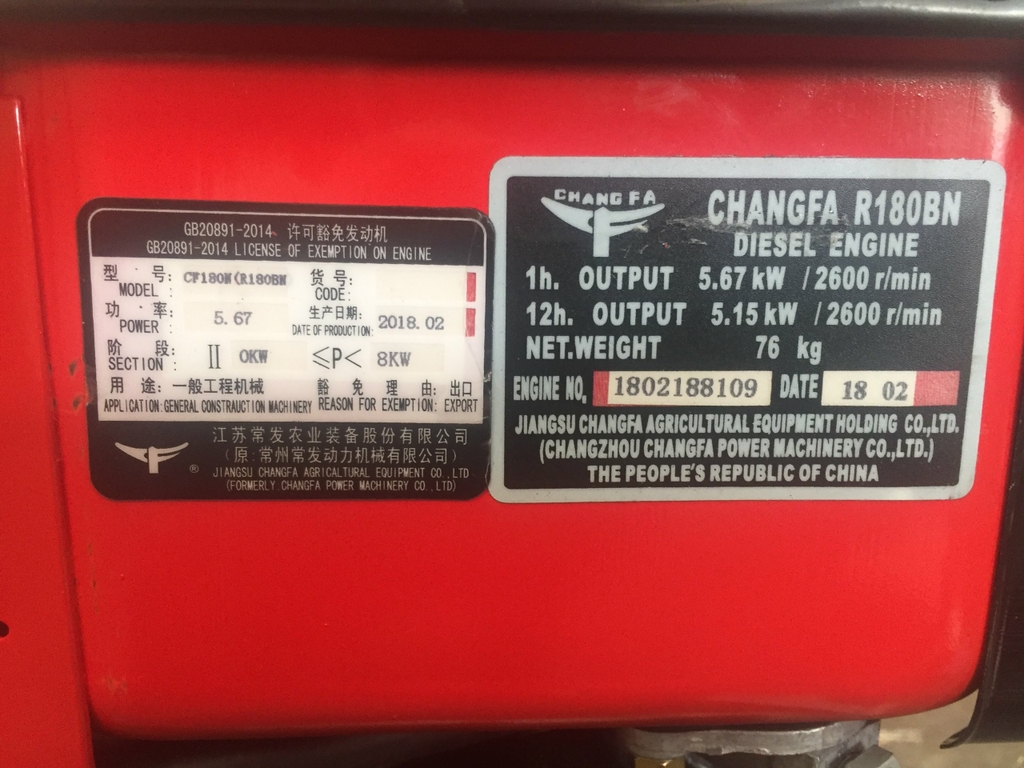 GB20891-2014 许可豁免发动机
GB20891-2014 LICENSE OF EXEMPTION ON ENGINE
型 号: CF180N(R180BN 货 号:
MODEL : CODE:
功 率: 5.67 生产日期: 2018.02
POWER : DATE OF PRODUCTION:
阶 段: II 0KW ≤P< 8KW
SECTION :
用 途: 一般工程机械 豁 免 理 由: 出口
APPLICATION: GENERAL CONSTRUCTION MACHINERY REASON FOR EXEMPTION: EXPORT
江苏常发农业装备股份有限公司
(原:常州常发动力机械有限公司)
® JIANGSU CHANGFA AGRICALTURAL EQUIPMENT CO.,LTD
(FORMERLY:CHANGFA POWER MACHINERY CO.,LTD)
CHANG FA
CHANGFA R180BN
DIESEL ENGINE
1h. OUTPUT 5.67 kW / 2600 r/min
12h. OUTPUT 5.15 kW / 2600 r/min
NET.WEIGHT 76 kg
ENGINE NO. 1802188109 DATE 18 02
JIANGSU CHANGFA AGRICULTURAL EQUIPMENT HOLDING CO.,LTD.
(CHANGZHOU CHANGFA POWER MACHINERY CO.,LTD.)
THE PEOPLE'S REPUBLIC OF CHINA